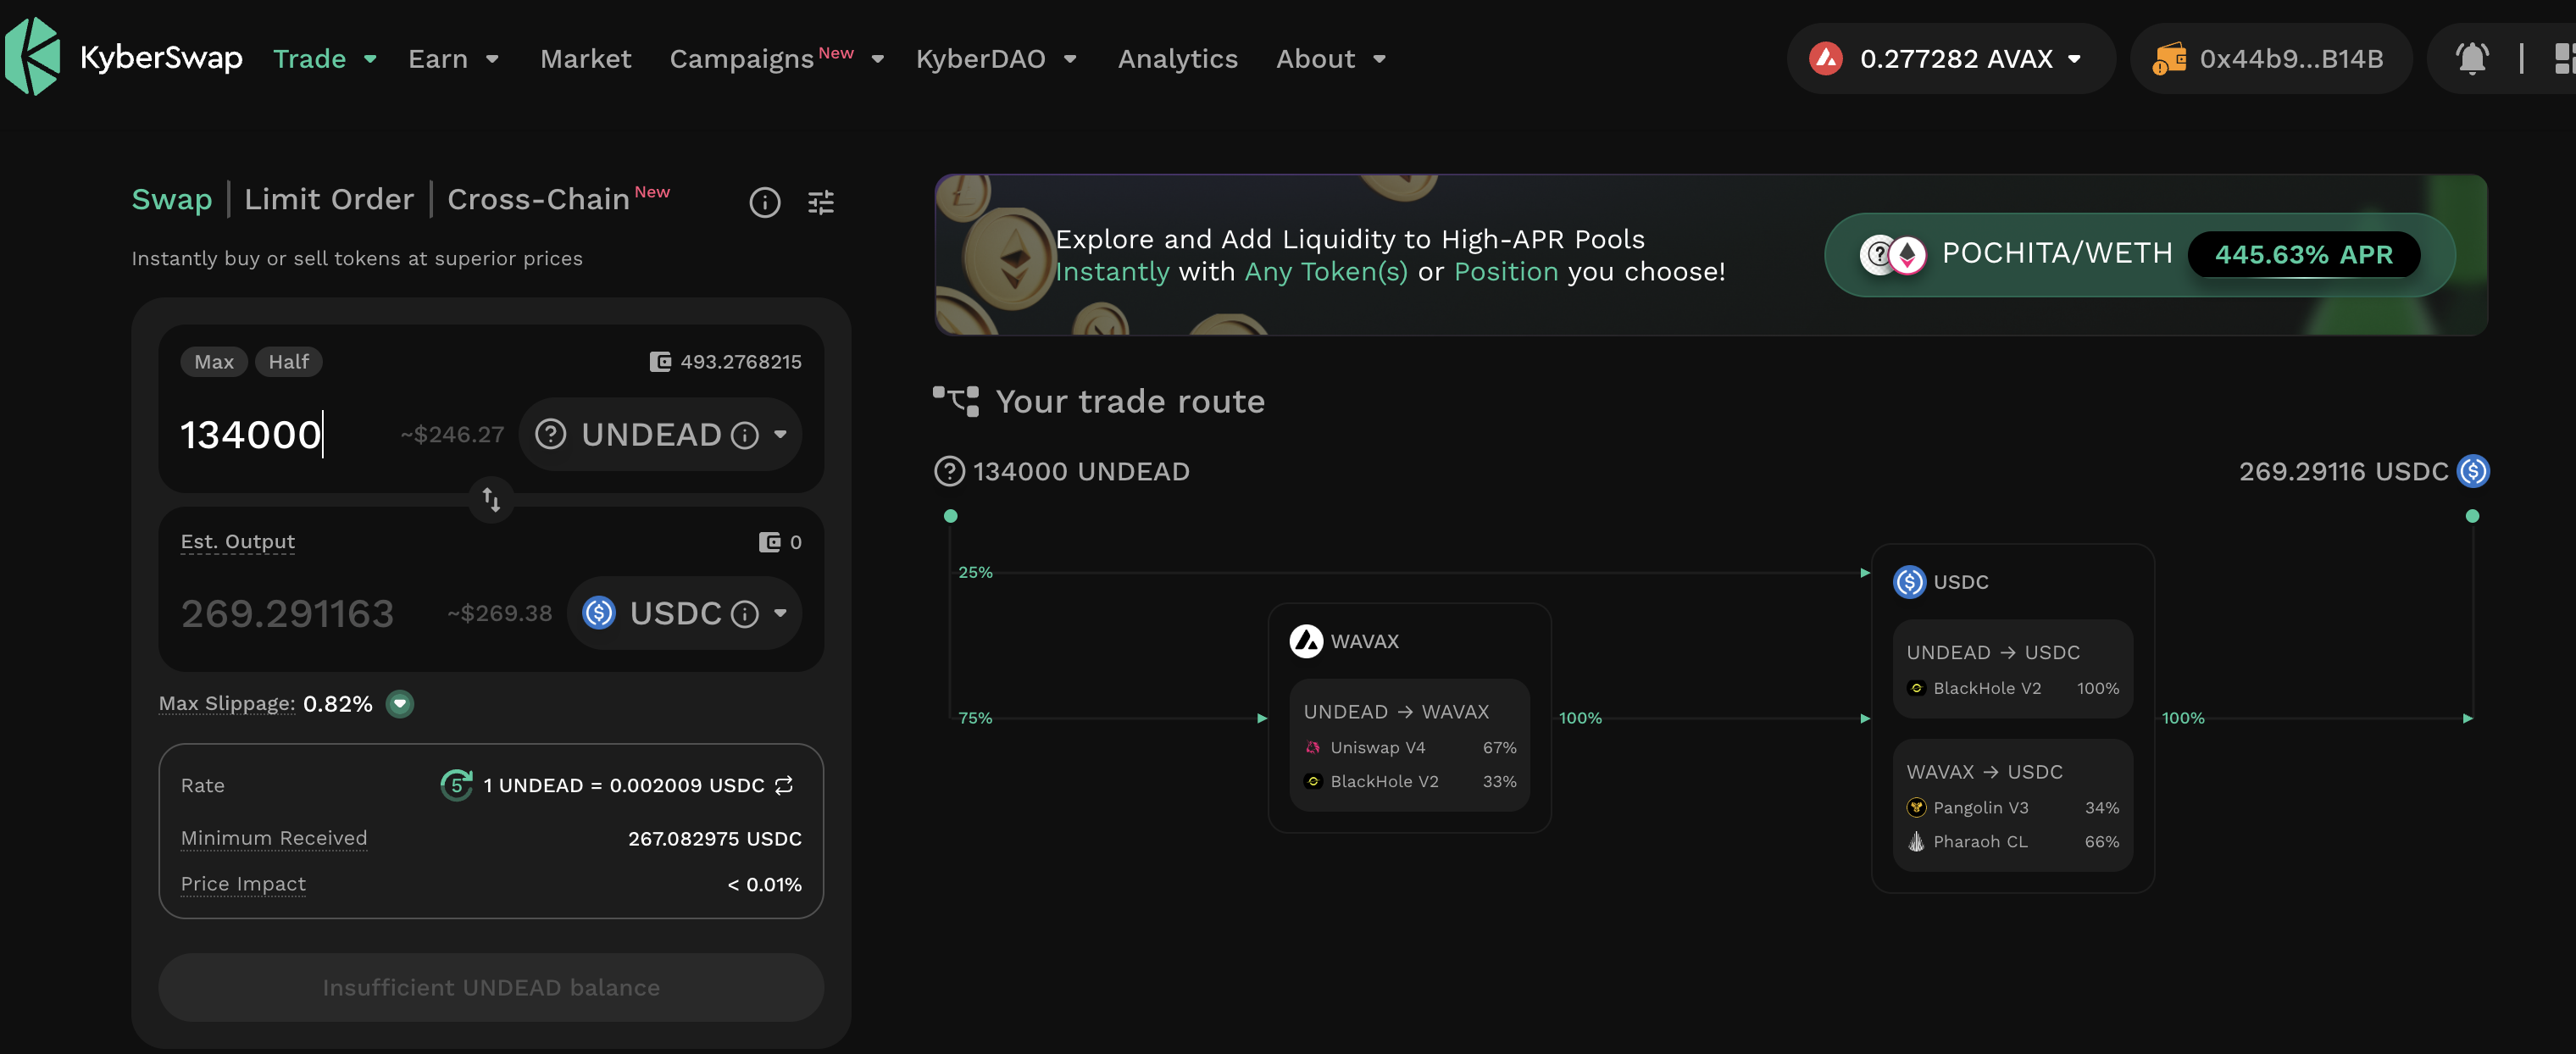 KyberSwap Trade Earn Market Campaigns New KyberDAO Analytics About 0.277282 AVAX 0x44b9...B14B
Swap | Limit Order | Cross-Chain New
Instantly buy or sell tokens at superior prices
Max Half 493.2768215
134000 ~$246.27 UNDEAD
Est. Output 0
269.291163 ~$269.38 USDC
Max Slippage: 0.82%
Rate 5 1 UNDEAD = 0.002009 USDC
Minimum Received 267.082975 USDC
Price Impact < 0.01%
Insufficient UNDEAD balance
Explore and Add Liquidity to High-APR Pools
Instantly with Any Token(s) or Position you choose!
POCHITA/WETH 445.63% APR
Your trade route
134000 UNDEAD 269.29116 USDC
25%
75%
WAVAX
UNDEAD → WAVAX
Uniswap V4 67%
BlackHole V2 33%
100%
USDC
UNDEAD → USDC
BlackHole V2 100%
WAVAX → USDC
Pangolin V3 34%
Pharaoh CL 66%
100%